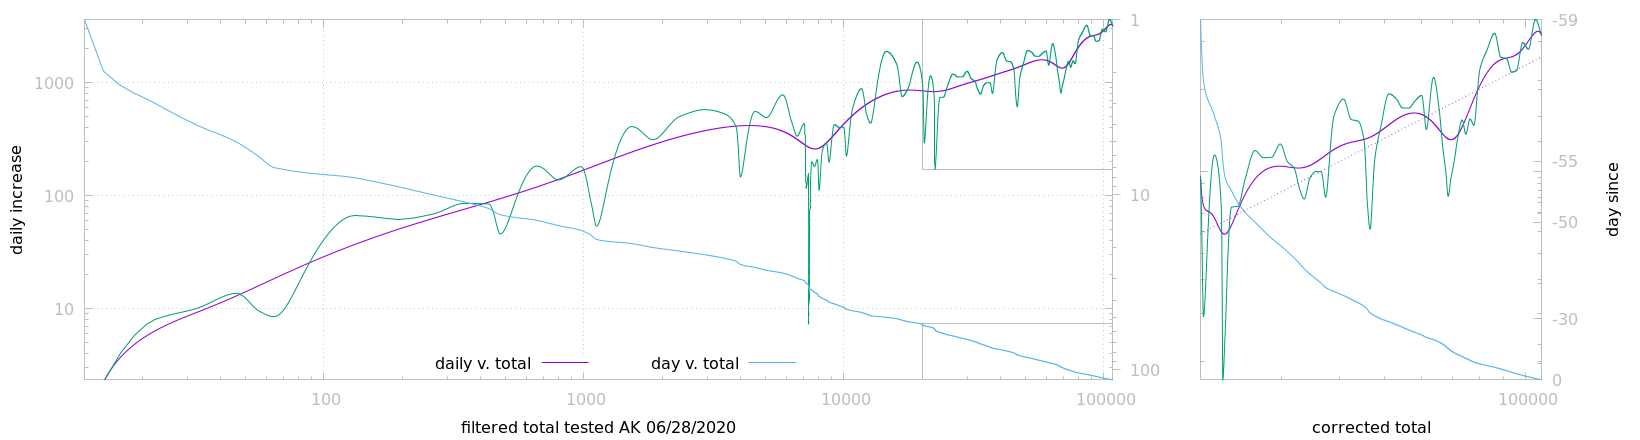 daily increase
1000
100
10
daily v. total
day v. total
1
10
100
100
1000
10000
100000
filtered total tested AK 06/28/2020
-59
-55
-50
-30
0
day since
100000
corrected total